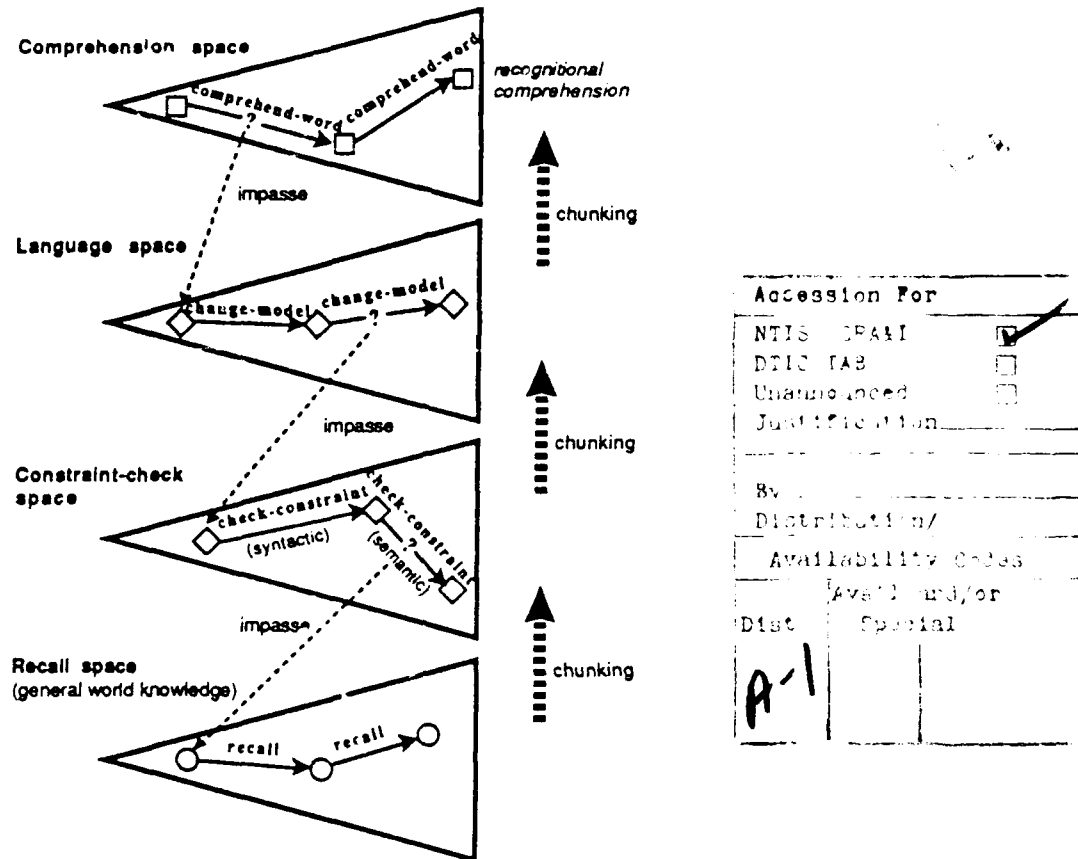 Comprehension space
comprehend-word
comprehend-word
?
recognitional
comprehension
impasse
chunking
Language space
change-model
change-model
?
impasse
chunking
Constraint-check
space
check-constraint
(syntactic)
check-constraint
?
(semantic)
impasse
chunking
Recall space
(general world knowledge)
recall
recall
Accession For
NTIS
DTIC TAB
Unannounced
Justification
By
Distribution/
Availability Codes
Avail and/or
Dist Special
A-1